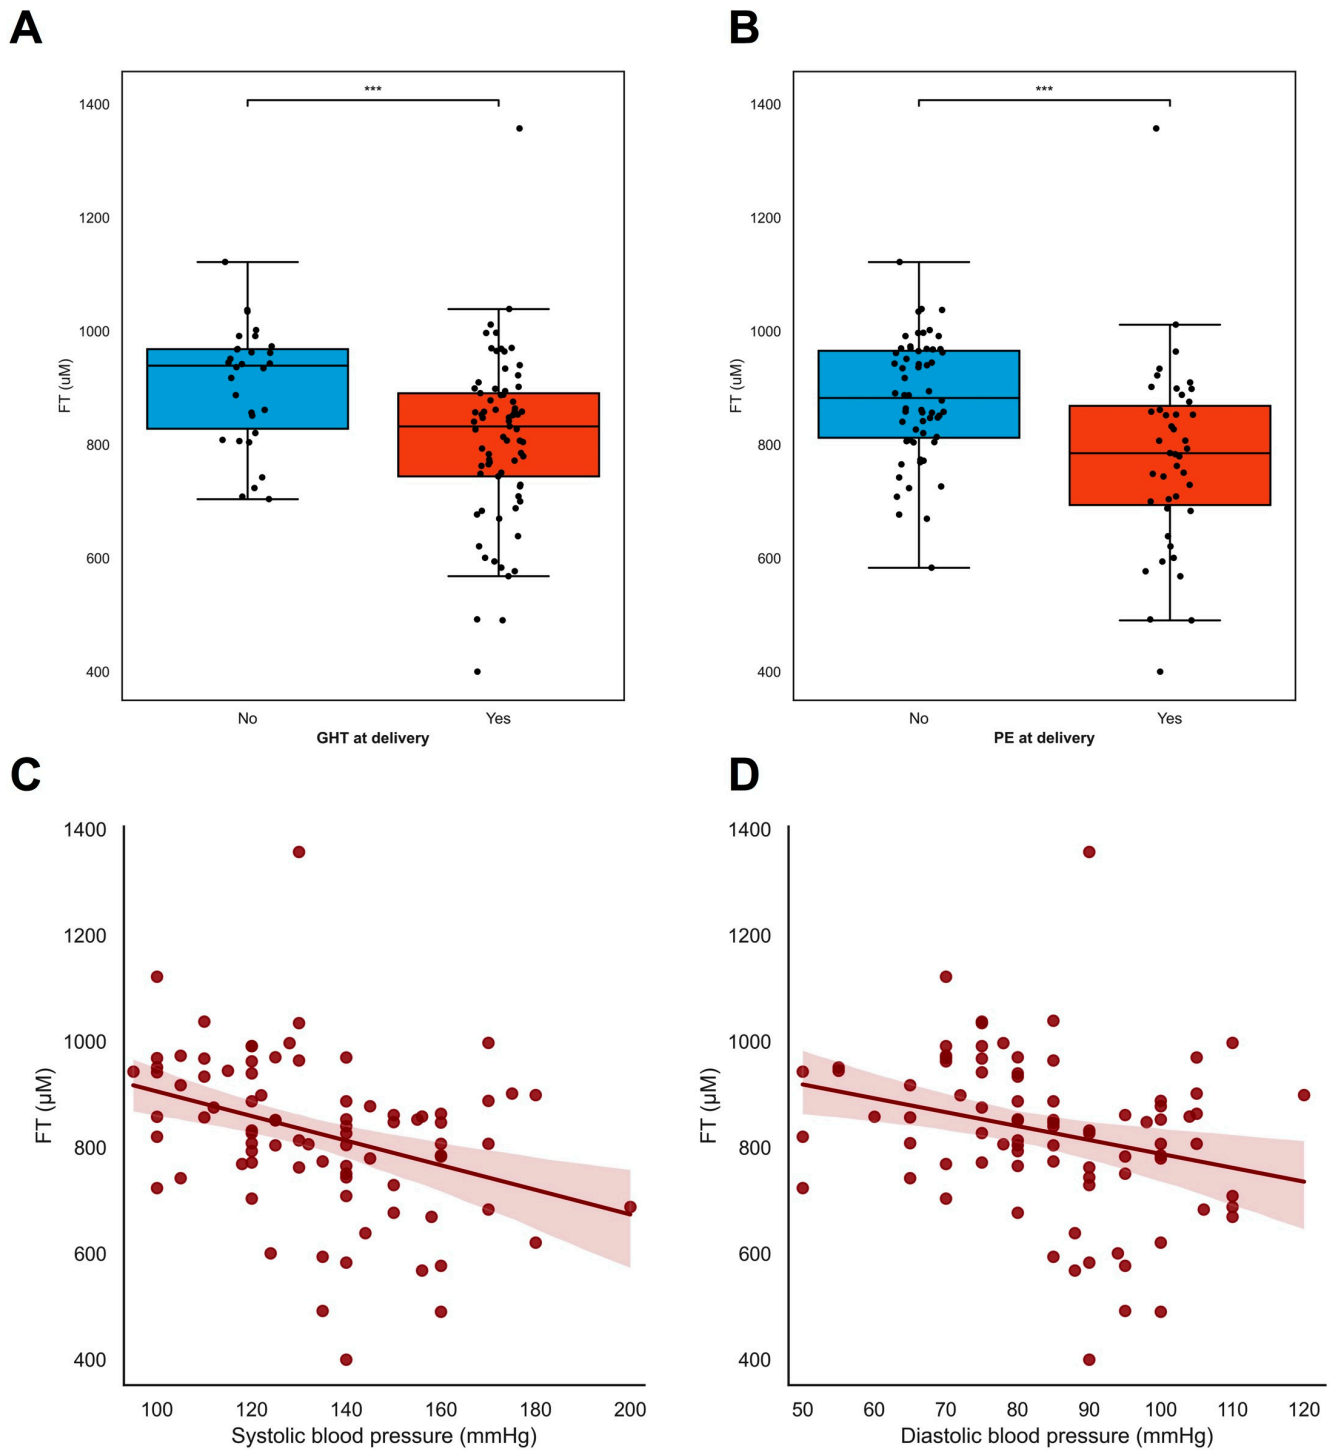 A
B
***
***
1400
1200
1000
800
600
400
FT (uM)
No
Yes
GHT at delivery
1400
1200
1000
800
600
400
FT (uM)
No
Yes
PE at delivery
C
D
1400
1200
1000
800
600
400
FT (µM)
100
120
140
160
180
200
Systolic blood pressure (mmHg)
1400
1200
1000
800
600
400
FT (µM)
50
60
70
80
90
100
110
120
Diastolic blood pressure (mmHg)